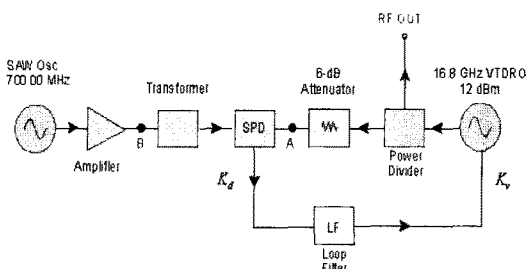 RF OUT
SAW Osc
700.00 MHz
Transformer
6-dB
Attenuator
16.8 GHz VTDRO
12 dBm
SPD
B
A
Amplifier
Power
Divider
K_d
K_v
LF
Loop
Filter